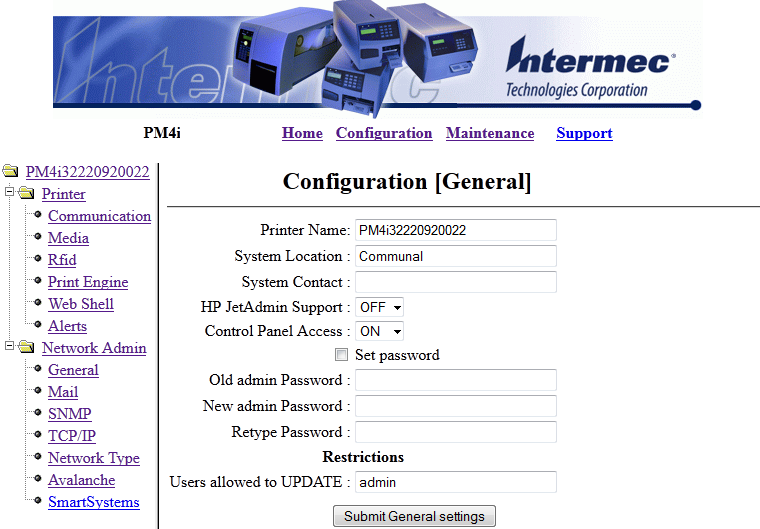 Intermec
Intermec®
Technologies Corporation
PM4i Home Configuration Maintenance Support
PM4i32220920022
Printer
Communication
Media
Rfid
Print Engine
Web Shell
Alerts
Network Admin
General
Mail
SNMP
TCP/IP
Network Type
Avalanche
SmartSystems
Configuration [General]
Printer Name: PM4i32220920022
System Location : Communal
System Contact :
HP JetAdmin Support : OFF
Control Panel Access : ON
Set password
Old admin Password :
New admin Password :
Retype Password :
Restrictions
Users allowed to UPDATE : admin
Submit General settings